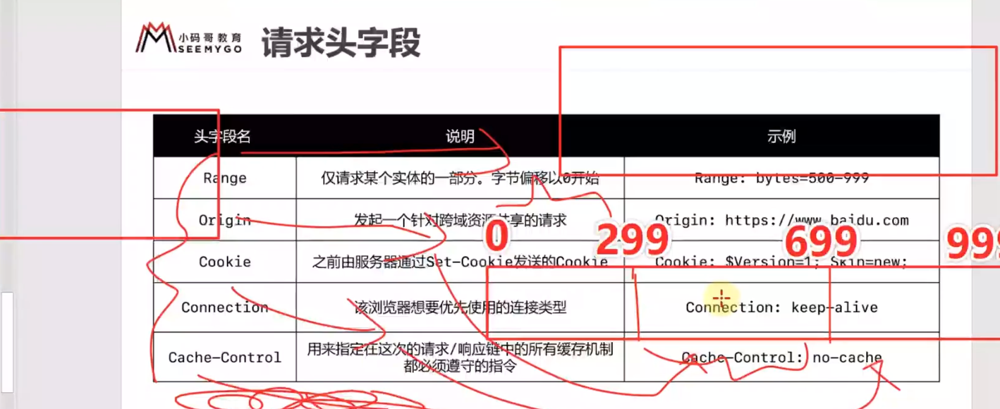 小码哥教育
SEEMYGO
请求头字段
头字段名 说明 示例
Range 仅请求某个实体的一部分。字节偏移以0开始 Range: bytes=500-999
Origin 发起一个针对跨域资源共享的请求 Origin: https://www.baidu.com
0 299 699 999
Cookie 之前由服务器通过Set-Cookie发送的Cookie Cookie: $Version=1; Skin=new;
Connection 该浏览器想要优先使用的连接类型 Connection: keep-alive
Cache-Control 用来指定在这次的请求/响应链中的所有缓存机制 Cache-Control: no-cache
都必须遵守的指令